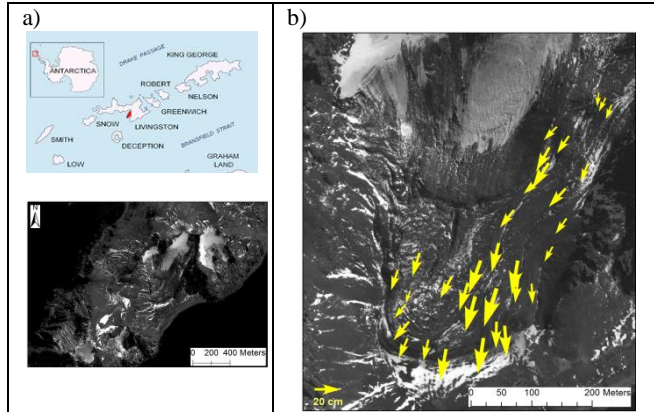 a)
DRAKE PASSAGE
KING GEORGE
ANTARCTICA
ROBERT
NELSON
GREENWICH
SNOW
LIVINGSTON
BRANSFIELD STRAIT
SMITH
DECEPTION
LOW
GRAHAM
LAND
N
0 200 400 Meters
b)
20 cm
0 50 100 200 Meters